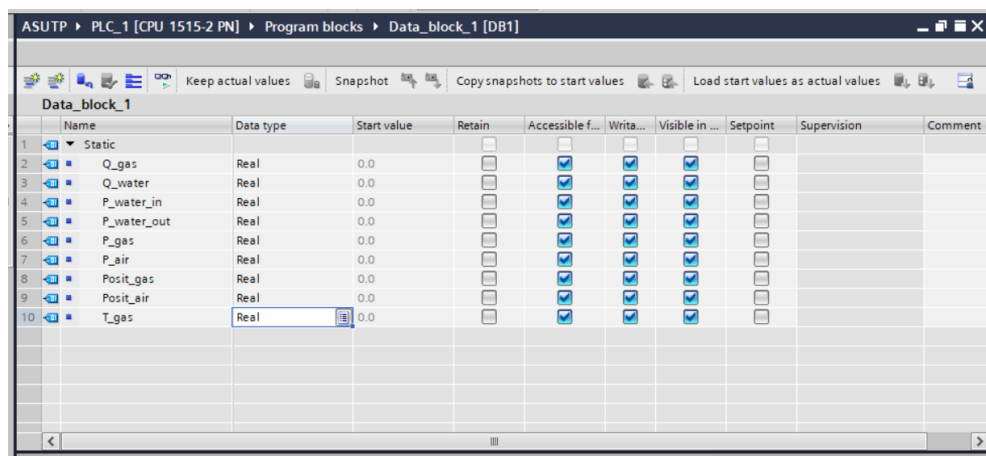 ASUTP ▸ PLC_1 [CPU 1515-2 PN] ▸ Program blocks ▸ Data_block_1 [DB1]
Keep actual values Snapshot Copy snapshots to start values Load start values as actual values
Data_block_1
Name Data type Start value Retain Accessible f... Writa... Visible in ... Setpoint Supervision Comment
1 Static
2 Q_gas Real 0.0
3 Q_water Real 0.0
4 P_water_in Real 0.0
5 P_water_out Real 0.0
6 P_gas Real 0.0
7 P_air Real 0.0
8 Posit_gas Real 0.0
9 Posit_air Real 0.0
10 T_gas Real 0.0